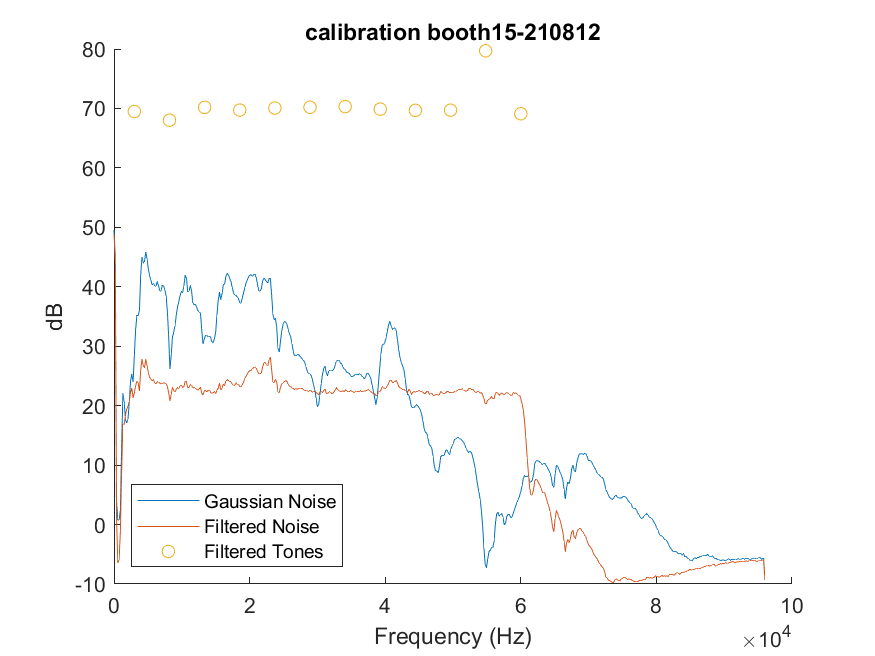 calibration booth15-210812
80
70
60
50
40
30
20
10
0
-10
dB
Gaussian Noise
Filtered Noise
Filtered Tones
0 2 4 6 8 10
Frequency (Hz)
×10⁴